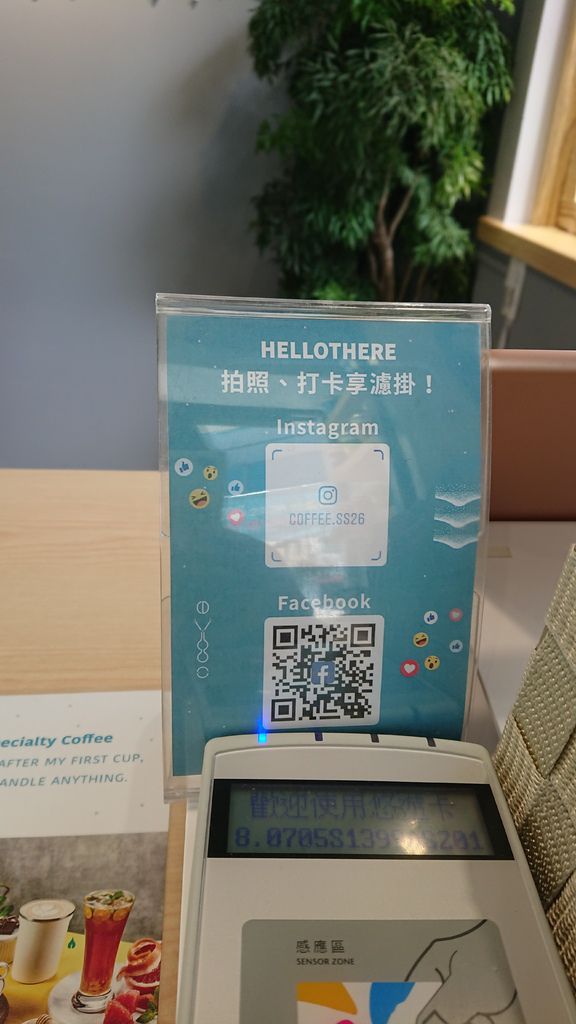 HELLOTHERE
拍照、打卡享濾掛！
Instagram
COFFEE.SS26
Facebook
ecialty Coffee
AFTER MY FIRST CUP,
ANDLE ANYTHING.
歡迎使用悠遊卡
感應區
SENSOR ZONE